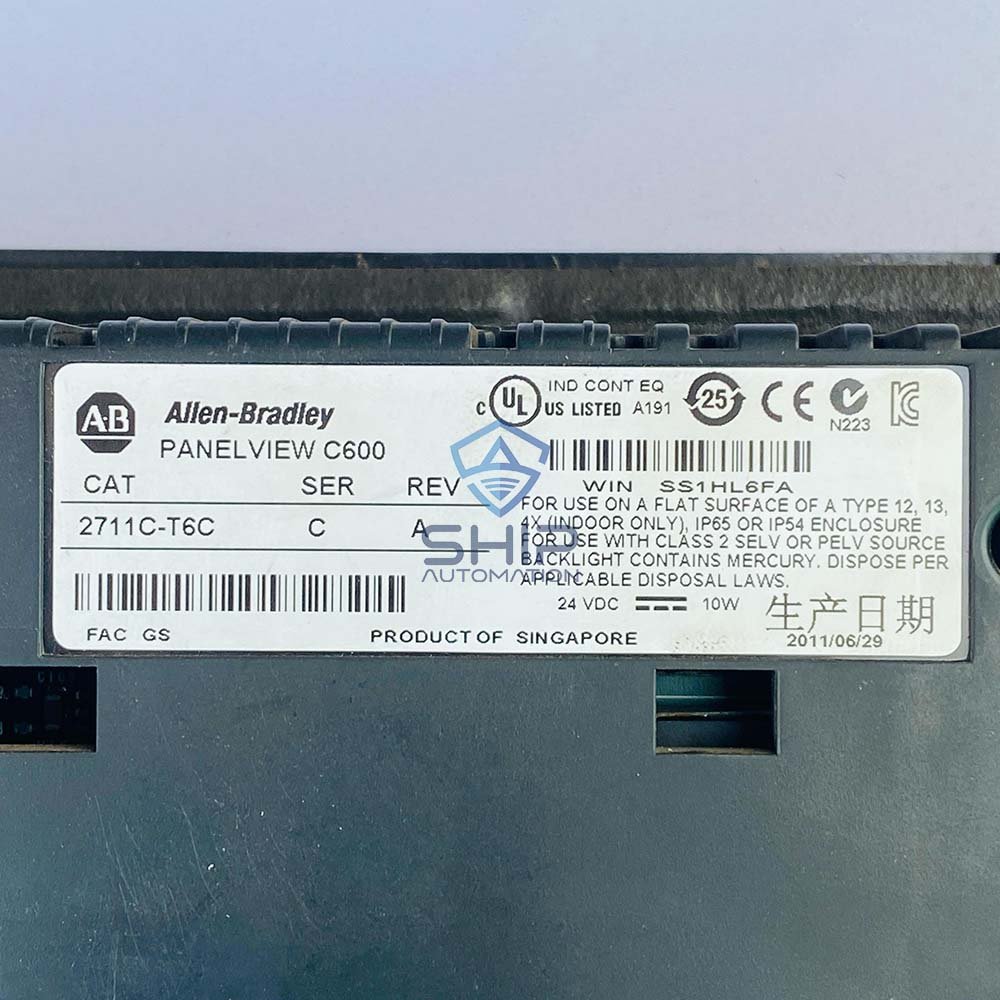 A-B
Allen-Bradley
PANELVIEW C600
CAT SER REV
2711C-T6C C A
FAC GS
PRODUCT OF SINGAPORE
C UL US LISTED
IND CONT EQ
A191
25
CE
N223
WIN SS1HL6FA
FOR USE ON A FLAT SURFACE OF A TYPE 12, 13,
4X (INDOOR ONLY), IP65 OR IP54 ENCLOSURE
FOR USE WITH CLASS 2 SELV OR PELV SOURCE
BACKLIGHT CONTAINS MERCURY. DISPOSE PER
APPLICABLE DISPOSAL LAWS.
24 VDC 10W
生产日期
2011/06/29
SHIP
AUTOMATION